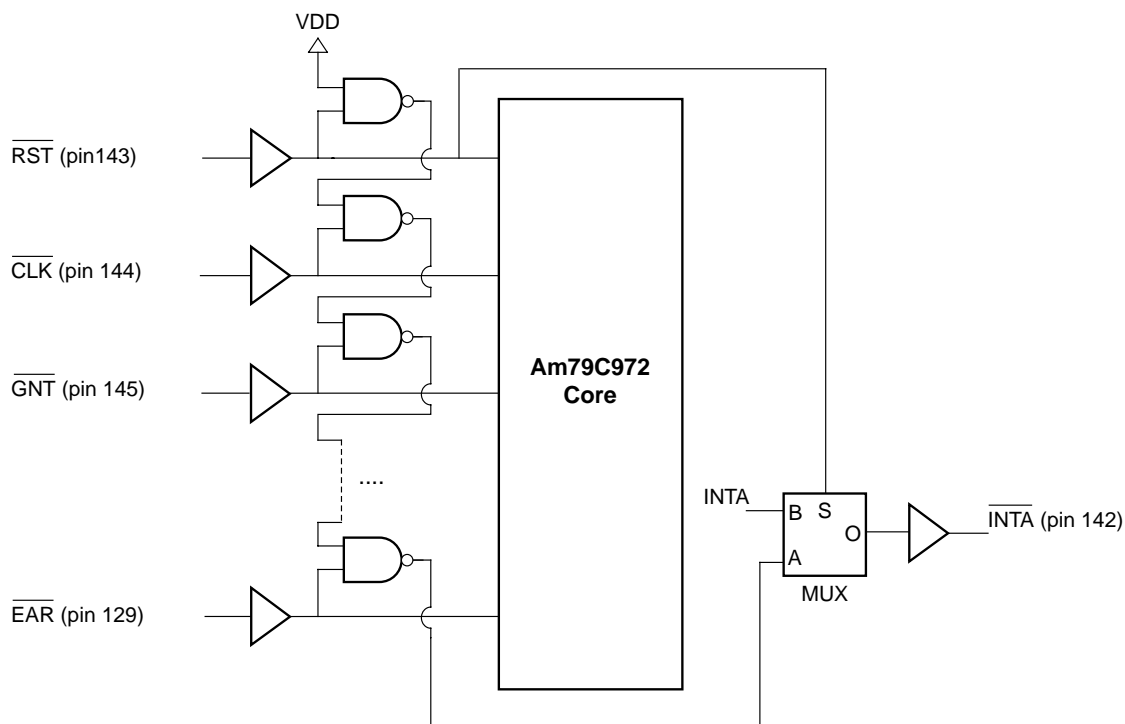 VDD
RST (pin143)
CLK (pin 144)
GNT (pin 145)
Am79C972
Core
....
INTA
B
S
O
A
INTA (pin 142)
MUX
EAR (pin 129)